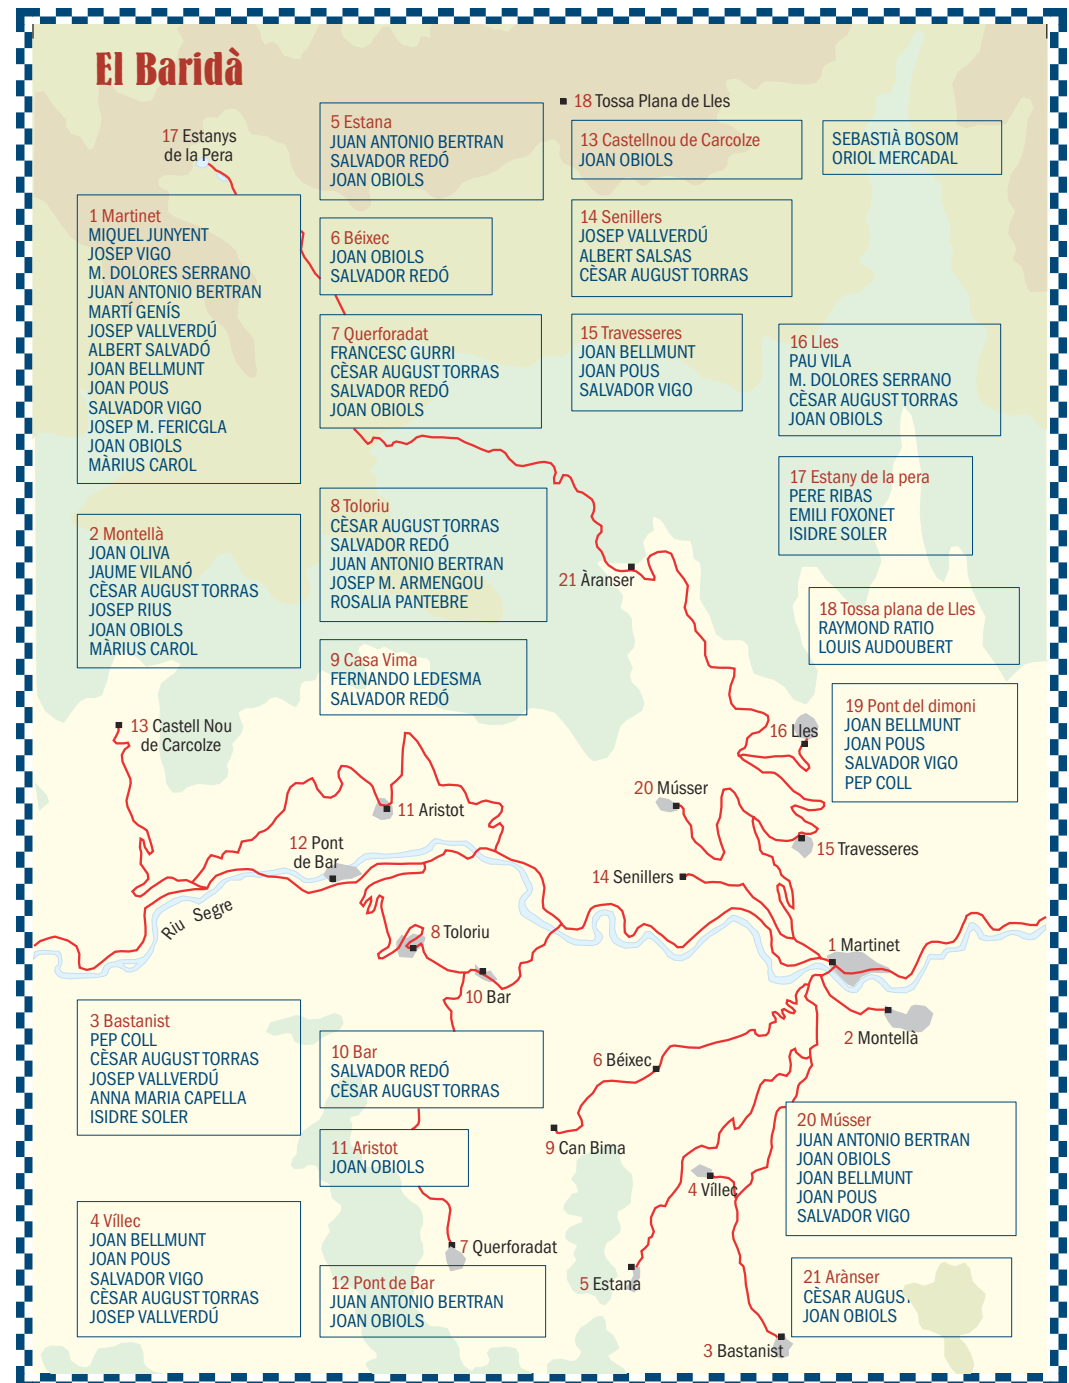 El Baridà
17 Estanys
de la Pera
1 Martinet
MIQUEL JUNYENT
JOSEP VIGO
M. DOLORES SERRANO
JUAN ANTONIO BERTRAN
MARTÍ GENÍS
JOSEP VALLVERDÚ
ALBERT SALVADÓ
JOAN BELLMUNT
JOAN POUS
SALVADOR VIGO
JOSEP M. FERICGLA
JOAN OBIOLS
MÀRIUS CAROL
2 Montellà
JOAN OLIVA
JAUME VILANÓ
CÈSAR AUGUST TORRAS
JOSEP RIUS
JOAN OBIOLS
MÀRIUS CAROL
5 Estana
JUAN ANTONIO BERTRAN
SALVADOR REDÓ
JOAN OBIOLS
6 Béixec
JOAN OBIOLS
SALVADOR REDÓ
7 Querforadat
FRANCESC GURRI
CÈSAR AUGUST TORRAS
SALVADOR REDÓ
JOAN OBIOLS
8 Toloriu
CÈSAR AUGUST TORRAS
SALVADOR REDÓ
JUAN ANTONIO BERTRAN
JOSEP M. ARMENGOU
ROSALIA PANTEBRE
9 Casa Vima
FERNANDO LEDESMA
SALVADOR REDÓ
18 Tossa Plana de Lles
13 Castellnou de Carcolze
JOAN OBIOLS
SEBASTIÀ BOSOM
ORIOL MERCADAL
14 Senillers
JOSEP VALLVERDÚ
ALBERT SALSAS
CÈSAR AUGUST TORRAS
15 Travesseres
JOAN BELLMUNT
JOAN POUS
SALVADOR VIGO
16 Lles
PAU VILA
M. DOLORES SERRANO
CÈSAR AUGUST TORRAS
JOAN OBIOLS
17 Estany de la pera
PERE RIBAS
EMILI FOXONET
ISIDRE SOLER
18 Tossa plana de Lles
RAYMOND RATIO
LOUIS AUDOUBERT
19 Pont del dimoni
JOAN BELLMUNT
JOAN POUS
SALVADOR VIGO
PEP COLL
21 Àranser
13 Castell Nou
de Carcolze
16 Lles
20 Músser
11 Aristot
12 Pont
de Bar
15 Travesseres
14 Senillers
Riu Segre
8 Toloriu
1 Martinet
10 Bar
2 Montellà
6 Béixec
9 Can Bima
4 Víllec
7 Querforadat
5 Estana
3 Bastanist
3 Bastanist
PEP COLL
CÈSAR AUGUST TORRAS
JOSEP VALLVERDÚ
ANNA MARIA CAPELLA
ISIDRE SOLER
4 Víllec
JOAN BELLMUNT
JOAN POUS
SALVADOR VIGO
CÈSAR AUGUST TORRAS
JOSEP VALLVERDÚ
10 Bar
SALVADOR REDÓ
CÈSAR AUGUST TORRAS
11 Aristot
JOAN OBIOLS
12 Pont de Bar
JUAN ANTONIO BERTRAN
JOAN OBIOLS
20 Músser
JUAN ANTONIO BERTRAN
JOAN OBIOLS
JOAN BELLMUNT
JOAN POUS
SALVADOR VIGO
21 Arànser
CÈSAR AUGUS
JOAN OBIOLS